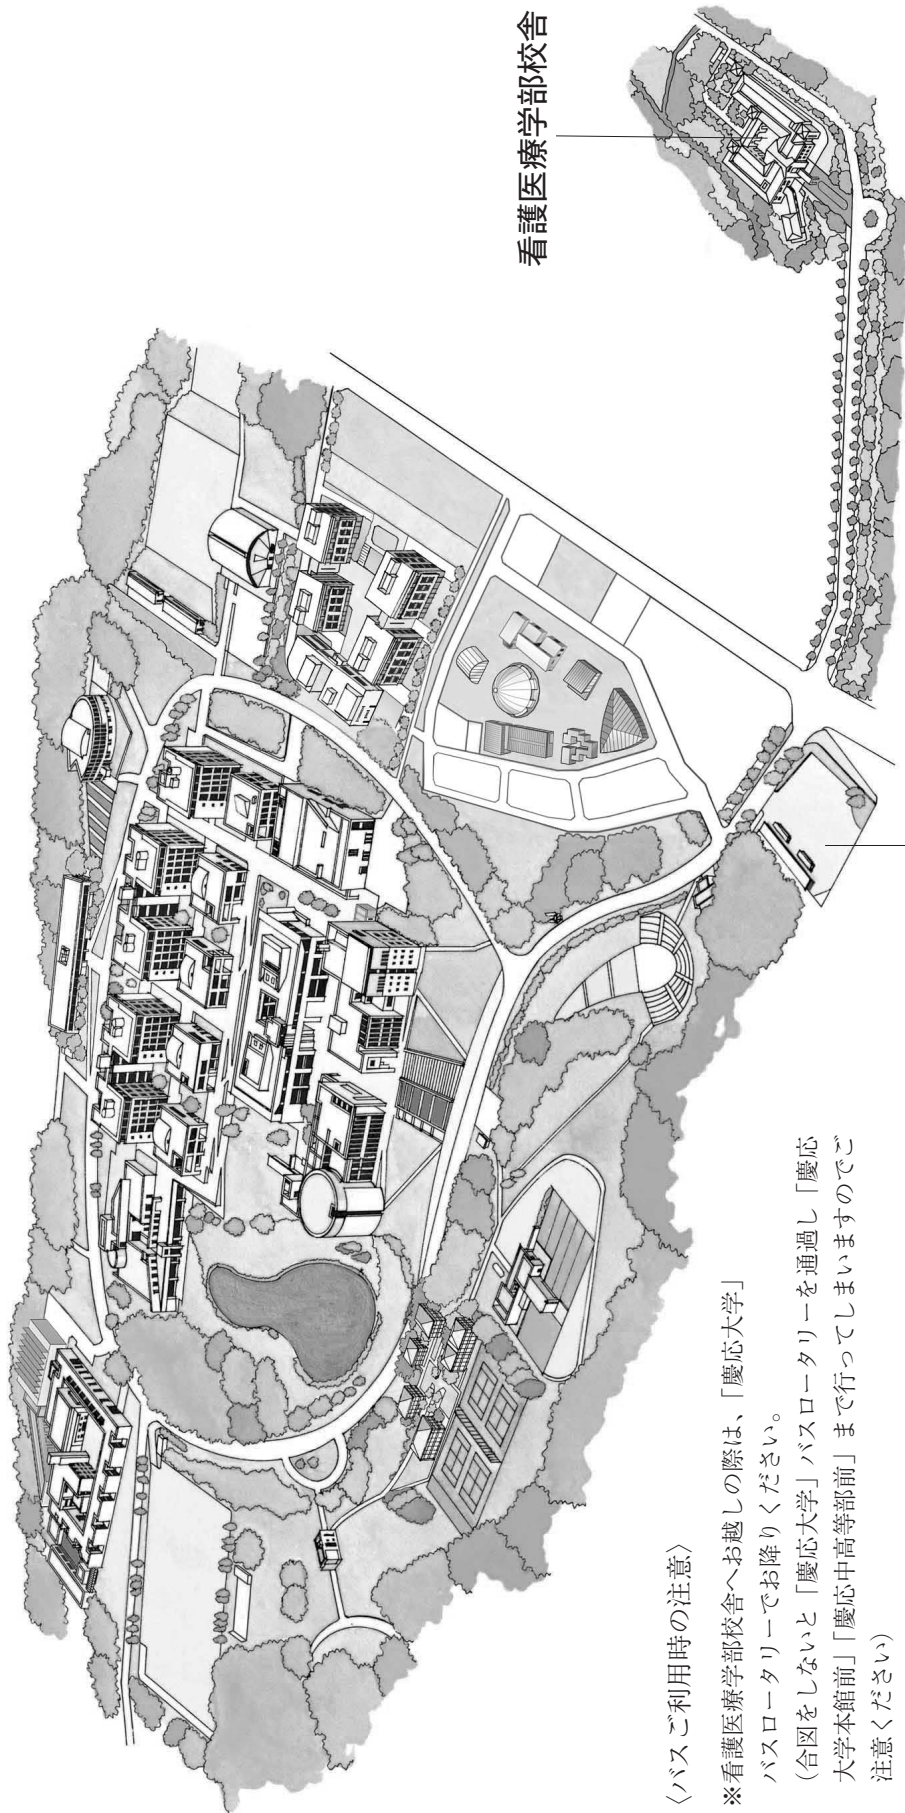 看護医療学部校舎
〈バスご利用時の注意〉
※看護医療学部校舎へお越しの際は、「慶応大学」
バスロータリーでお降りください。
(合図をしないと「慶応大学」バスロータリーを通過し「慶応
大学本館前」「慶応中高等部前」まで行ってしまいますのでご
注意ください)